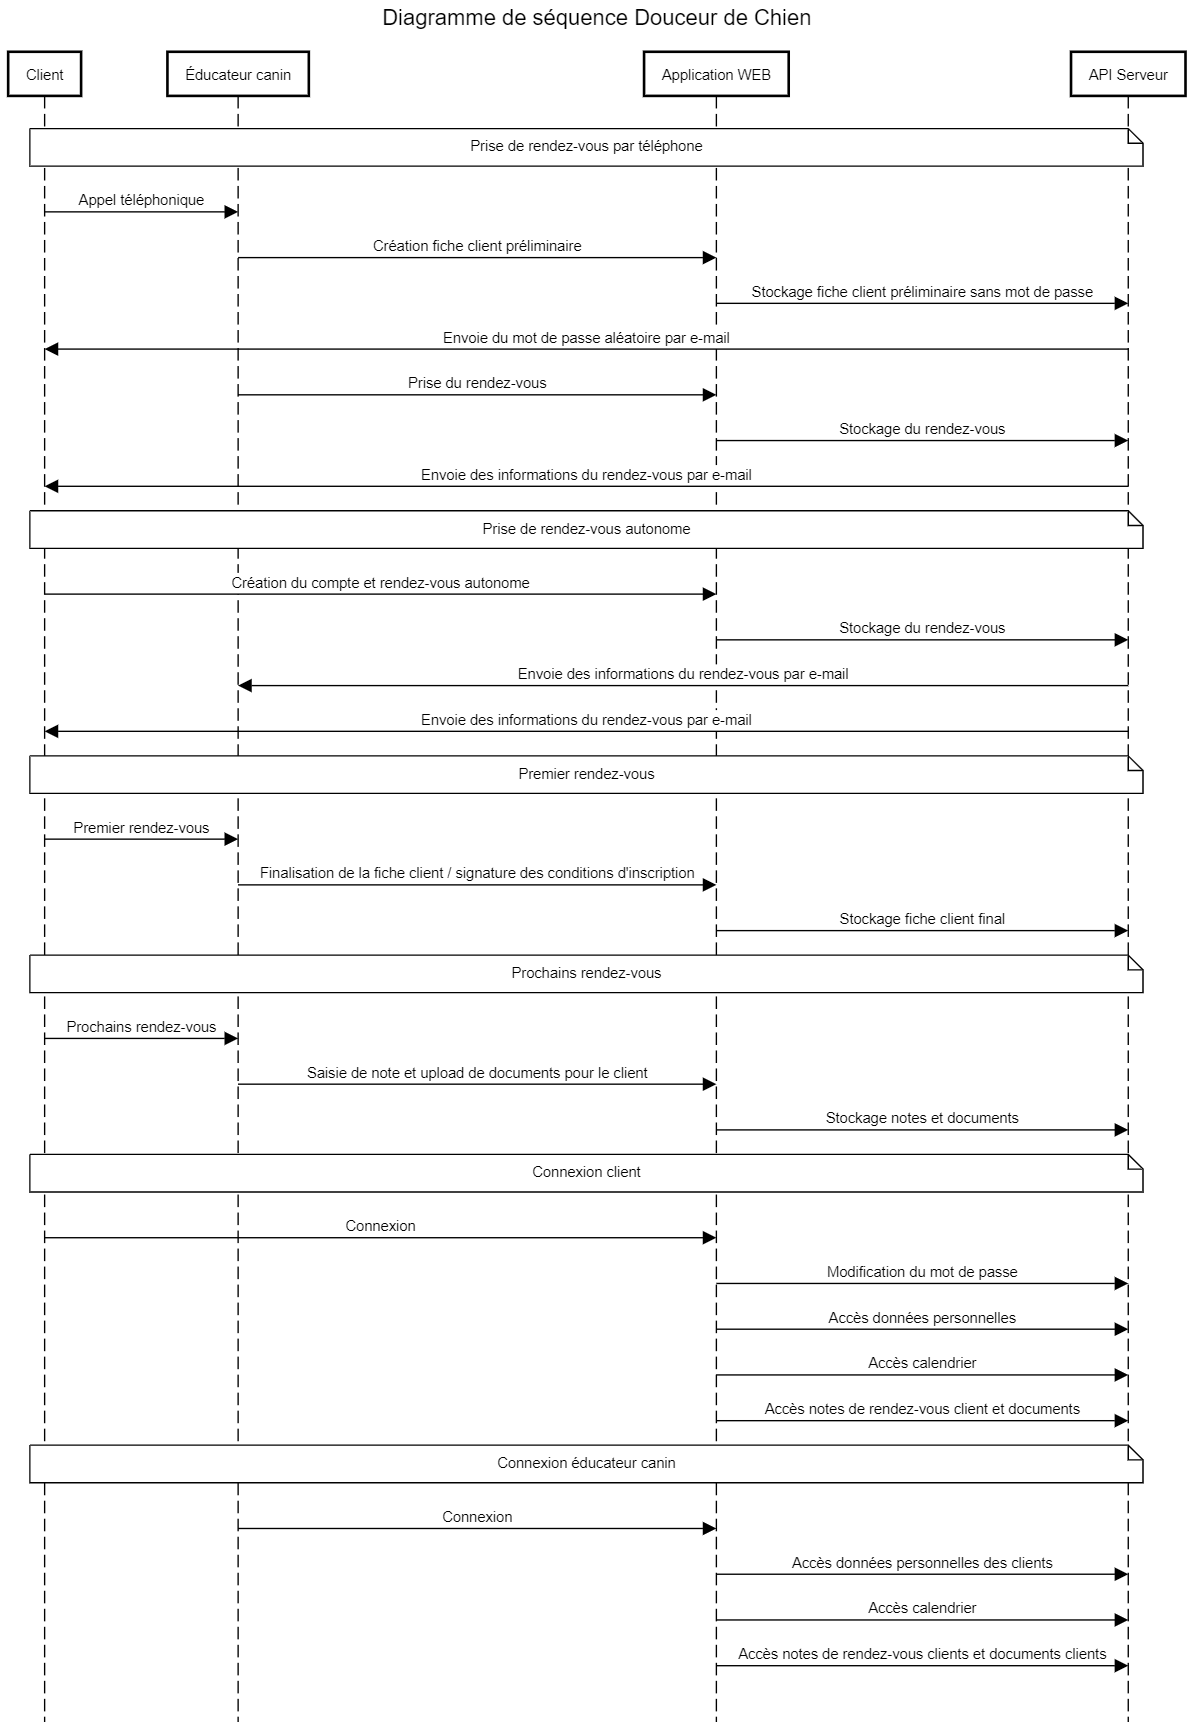 Diagramme de séquence Douceur de Chien
Client
Éducateur canin
Application WEB
API Serveur
Prise de rendez-vous par téléphone
Appel téléphonique
Création fiche client préliminaire
Stockage fiche client préliminaire sans mot de passe
Envoie du mot de passe aléatoire par e-mail
Prise du rendez-vous
Stockage du rendez-vous
Envoie des informations du rendez-vous par e-mail
Prise de rendez-vous autonome
Création du compte et rendez-vous autonome
Stockage du rendez-vous
Envoie des informations du rendez-vous par e-mail
Envoie des informations du rendez-vous par e-mail
Premier rendez-vous
Premier rendez-vous
Finalisation de la fiche client / signature des conditions d'inscription
Stockage fiche client final
Prochains rendez-vous
Prochains rendez-vous
Saisie de note et upload de documents pour le client
Stockage notes et documents
Connexion client
Connexion
Modification du mot de passe
Accès données personnelles
Accès calendrier
Accès notes de rendez-vous client et documents
Connexion éducateur canin
Connexion
Accès données personnelles des clients
Accès calendrier
Accès notes de rendez-vous clients et documents clients